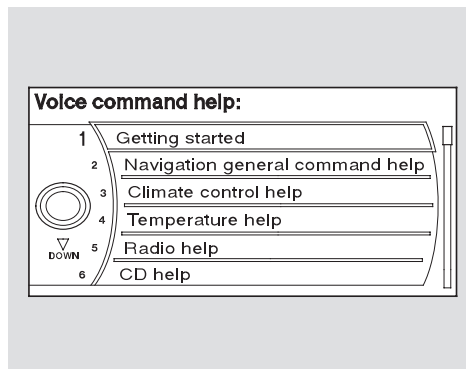 Voice command help:
1 Getting started
2 Navigation general command help
3 Climate control help
4 Temperature help
5 Radio help
6 CD help
DOWN